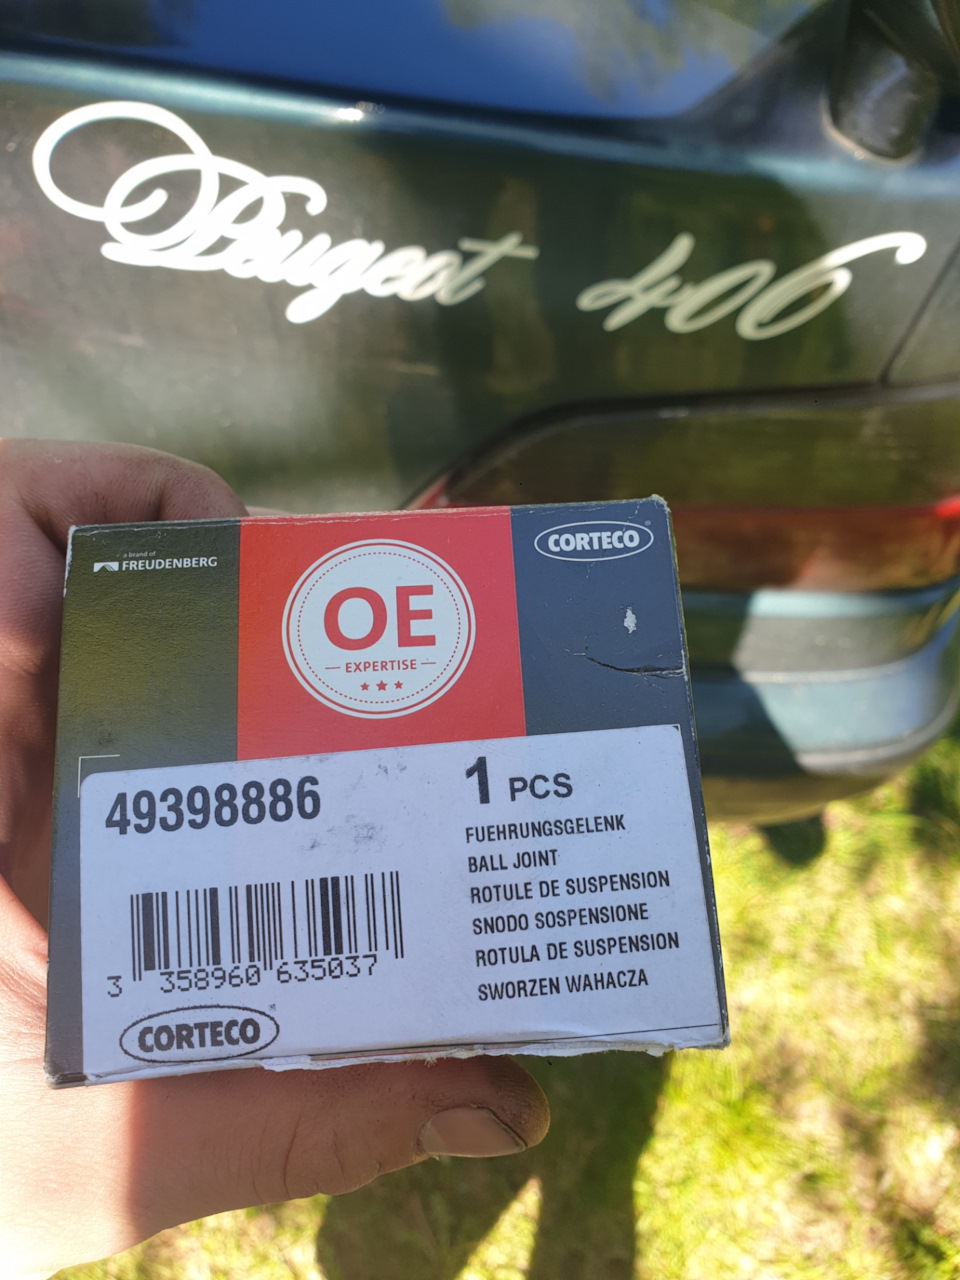 Peugeot 406
a brand of
FREUDENBERG
OE
EXPERTISE
CORTECO
49398886
1 PCS
FUEHRUNGSGELENK
BALL JOINT
ROTULE DE SUSPENSION
SNODO SOSPENSIONE
ROTULA DE SUSPENSION
SWORZEN WAHACZA
3 358960 635037
CORTECO